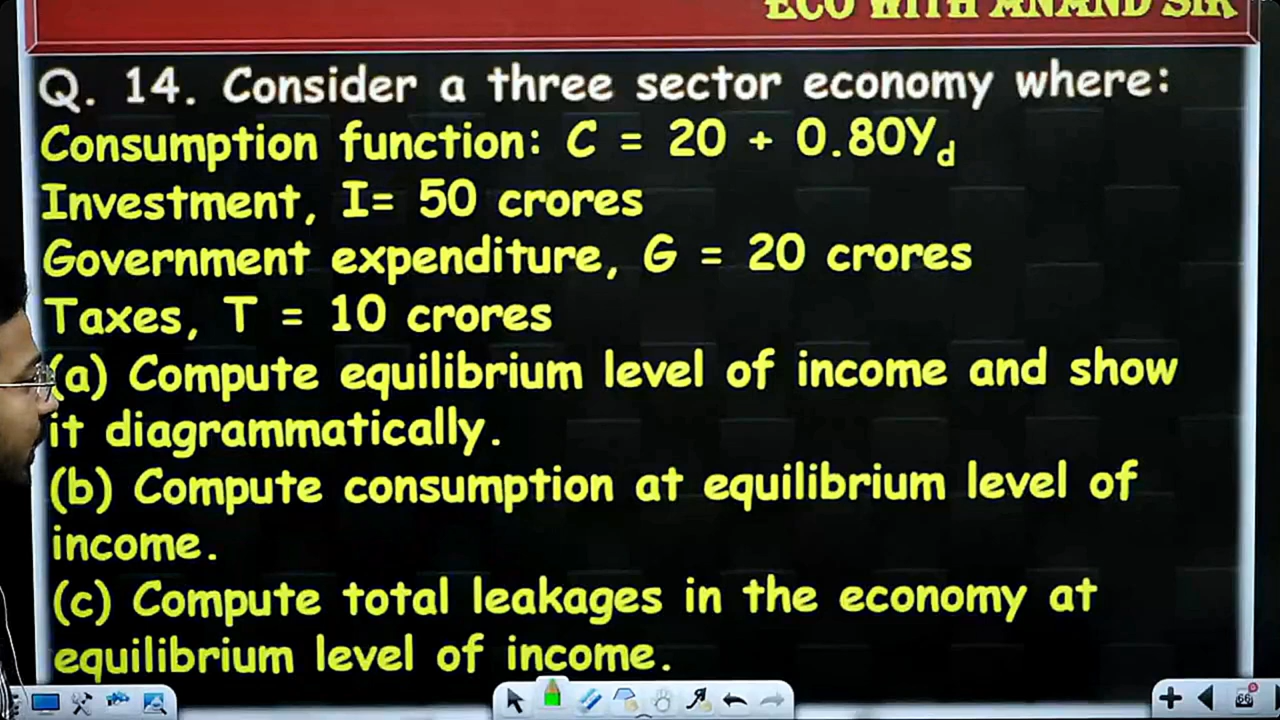 ECO WITH ANAND SIR
Q. 14. Consider a three sector economy where:
Consumption function: C = 20 + 0.80Yd
Investment, I= 50 crores
Government expenditure, G = 20 crores
Taxes, T = 10 crores
(a) Compute equilibrium level of income and show
it diagrammatically.
(b) Compute consumption at equilibrium level of
income.
(c) Compute total leakages in the economy at
equilibrium level of income.
66